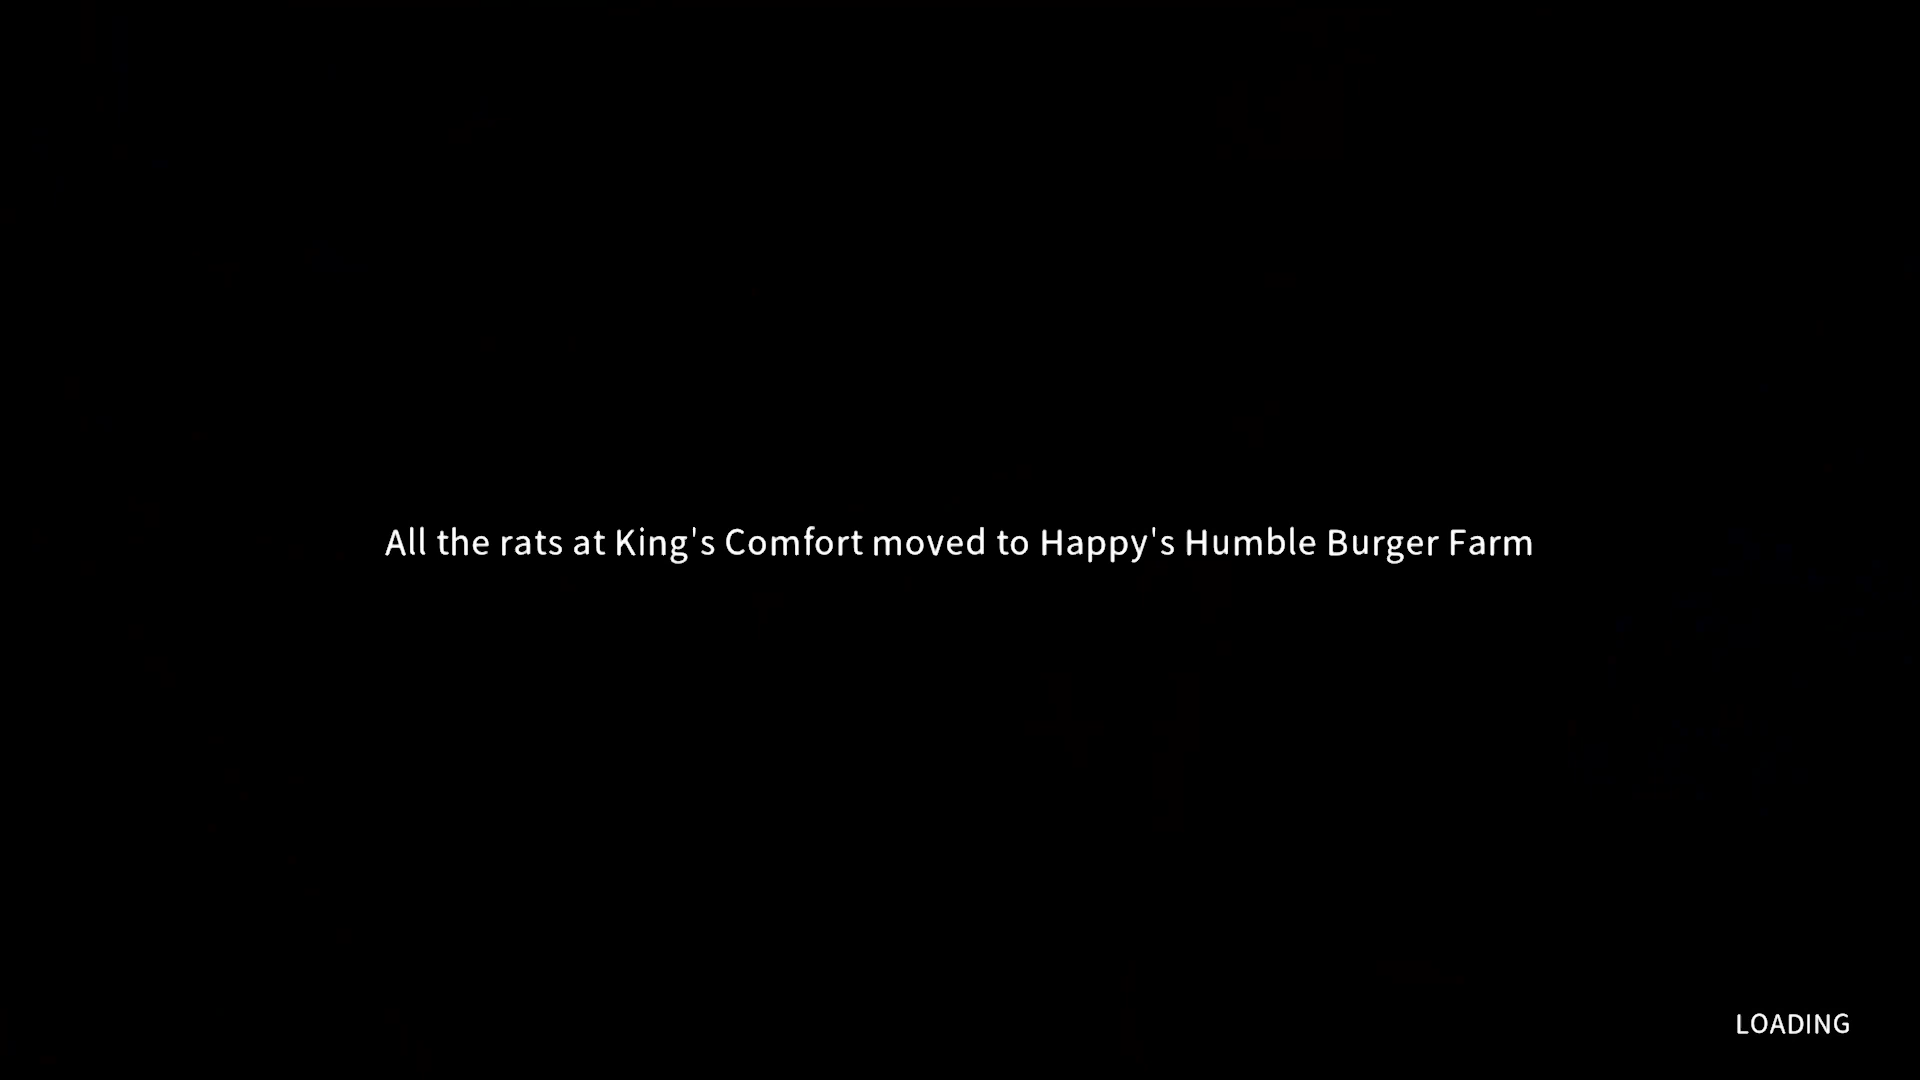 All the rats at King's Comfort moved to Happy's Humble Burger Farm
LOADING